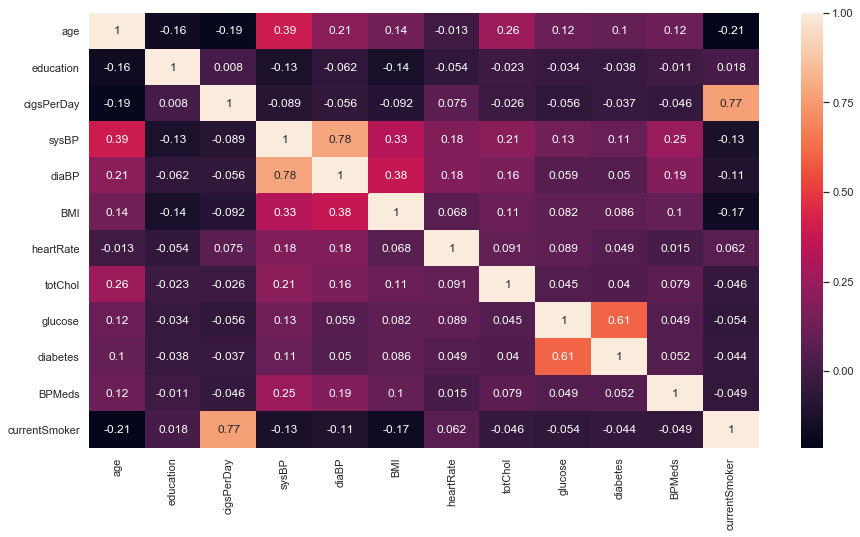 age 1 -0.16 -0.19 0.39 0.21 0.14 -0.013 0.26 0.12 0.1 0.12 -0.21
education -0.16 1 0.008 -0.13 -0.062 -0.14 -0.054 -0.023 -0.034 -0.038 -0.011 0.018
cigsPerDay -0.19 0.008 1 -0.089 -0.056 -0.092 0.075 -0.026 -0.056 -0.037 -0.046 0.77
sysBP 0.39 -0.13 -0.089 1 0.78 0.33 0.18 0.21 0.13 0.11 0.25 -0.13
diaBP 0.21 -0.062 -0.056 0.78 1 0.38 0.18 0.16 0.059 0.05 0.19 -0.11
BMI 0.14 -0.14 -0.092 0.33 0.38 1 0.068 0.11 0.082 0.086 0.1 -0.17
heartRate -0.013 -0.054 0.075 0.18 0.18 0.068 1 0.091 0.089 0.049 0.015 0.062
totChol 0.26 -0.023 -0.026 0.21 0.16 0.11 0.091 1 0.045 0.04 0.079 -0.046
glucose 0.12 -0.034 -0.056 0.13 0.059 0.082 0.089 0.045 1 0.61 0.049 -0.054
diabetes 0.1 -0.038 -0.037 0.11 0.05 0.086 0.049 0.04 0.61 1 0.052 -0.044
BPMeds 0.12 -0.011 -0.046 0.25 0.19 0.1 0.015 0.079 0.049 0.052 1 -0.049
currentSmoker -0.21 0.018 0.77 -0.13 -0.11 -0.17 0.062 -0.046 -0.054 -0.044 -0.049 1
age education cigsPerDay sysBP diaBP BMI heartRate totChol glucose diabetes BPMeds currentSmoker
1.00
0.75
0.50
0.25
0.00